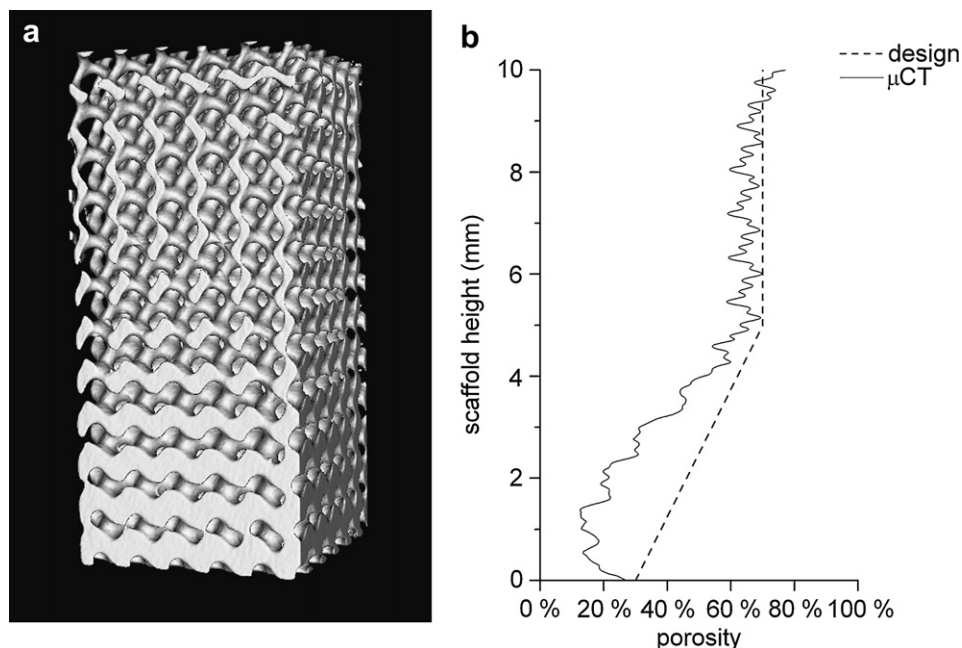 a
b
design
μCT
10
8
6
4
2
0
scaffold height (mm)
0 % 20 % 40 % 60 % 80 % 100 %
porosity